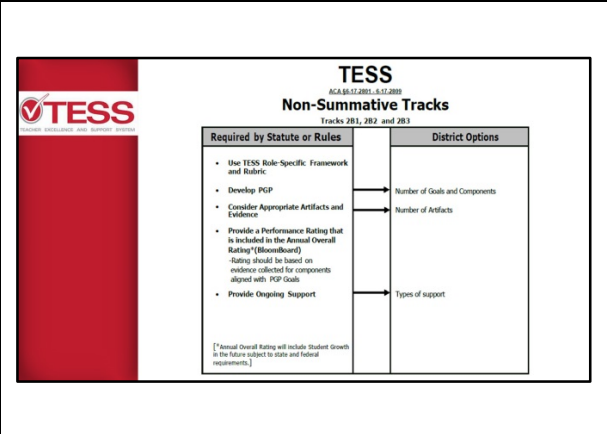 TESS
TEACHER EXCELLENCE AND SUPPORT SYSTEM
TESS
ACA §6-17-2801 - 6-17-2809
Non-Summative Tracks
Tracks 2B1, 2B2 and 2B3
Required by Statute or Rules
District Options
• Use TESS Role-Specific Framework
and Rubric
• Develop PGP
Number of Goals and Components
• Consider Appropriate Artifacts and
Evidence
Number of Artifacts
• Provide a Performance Rating that
is included in the Annual Overall
Rating*(BloomBoard)
-Rating should be based on
evidence collected for components
aligned with PGP Goals
• Provide Ongoing Support
Types of support
[*Annual Overall Rating will include Student Growth
in the future subject to state and federal
requirements.]